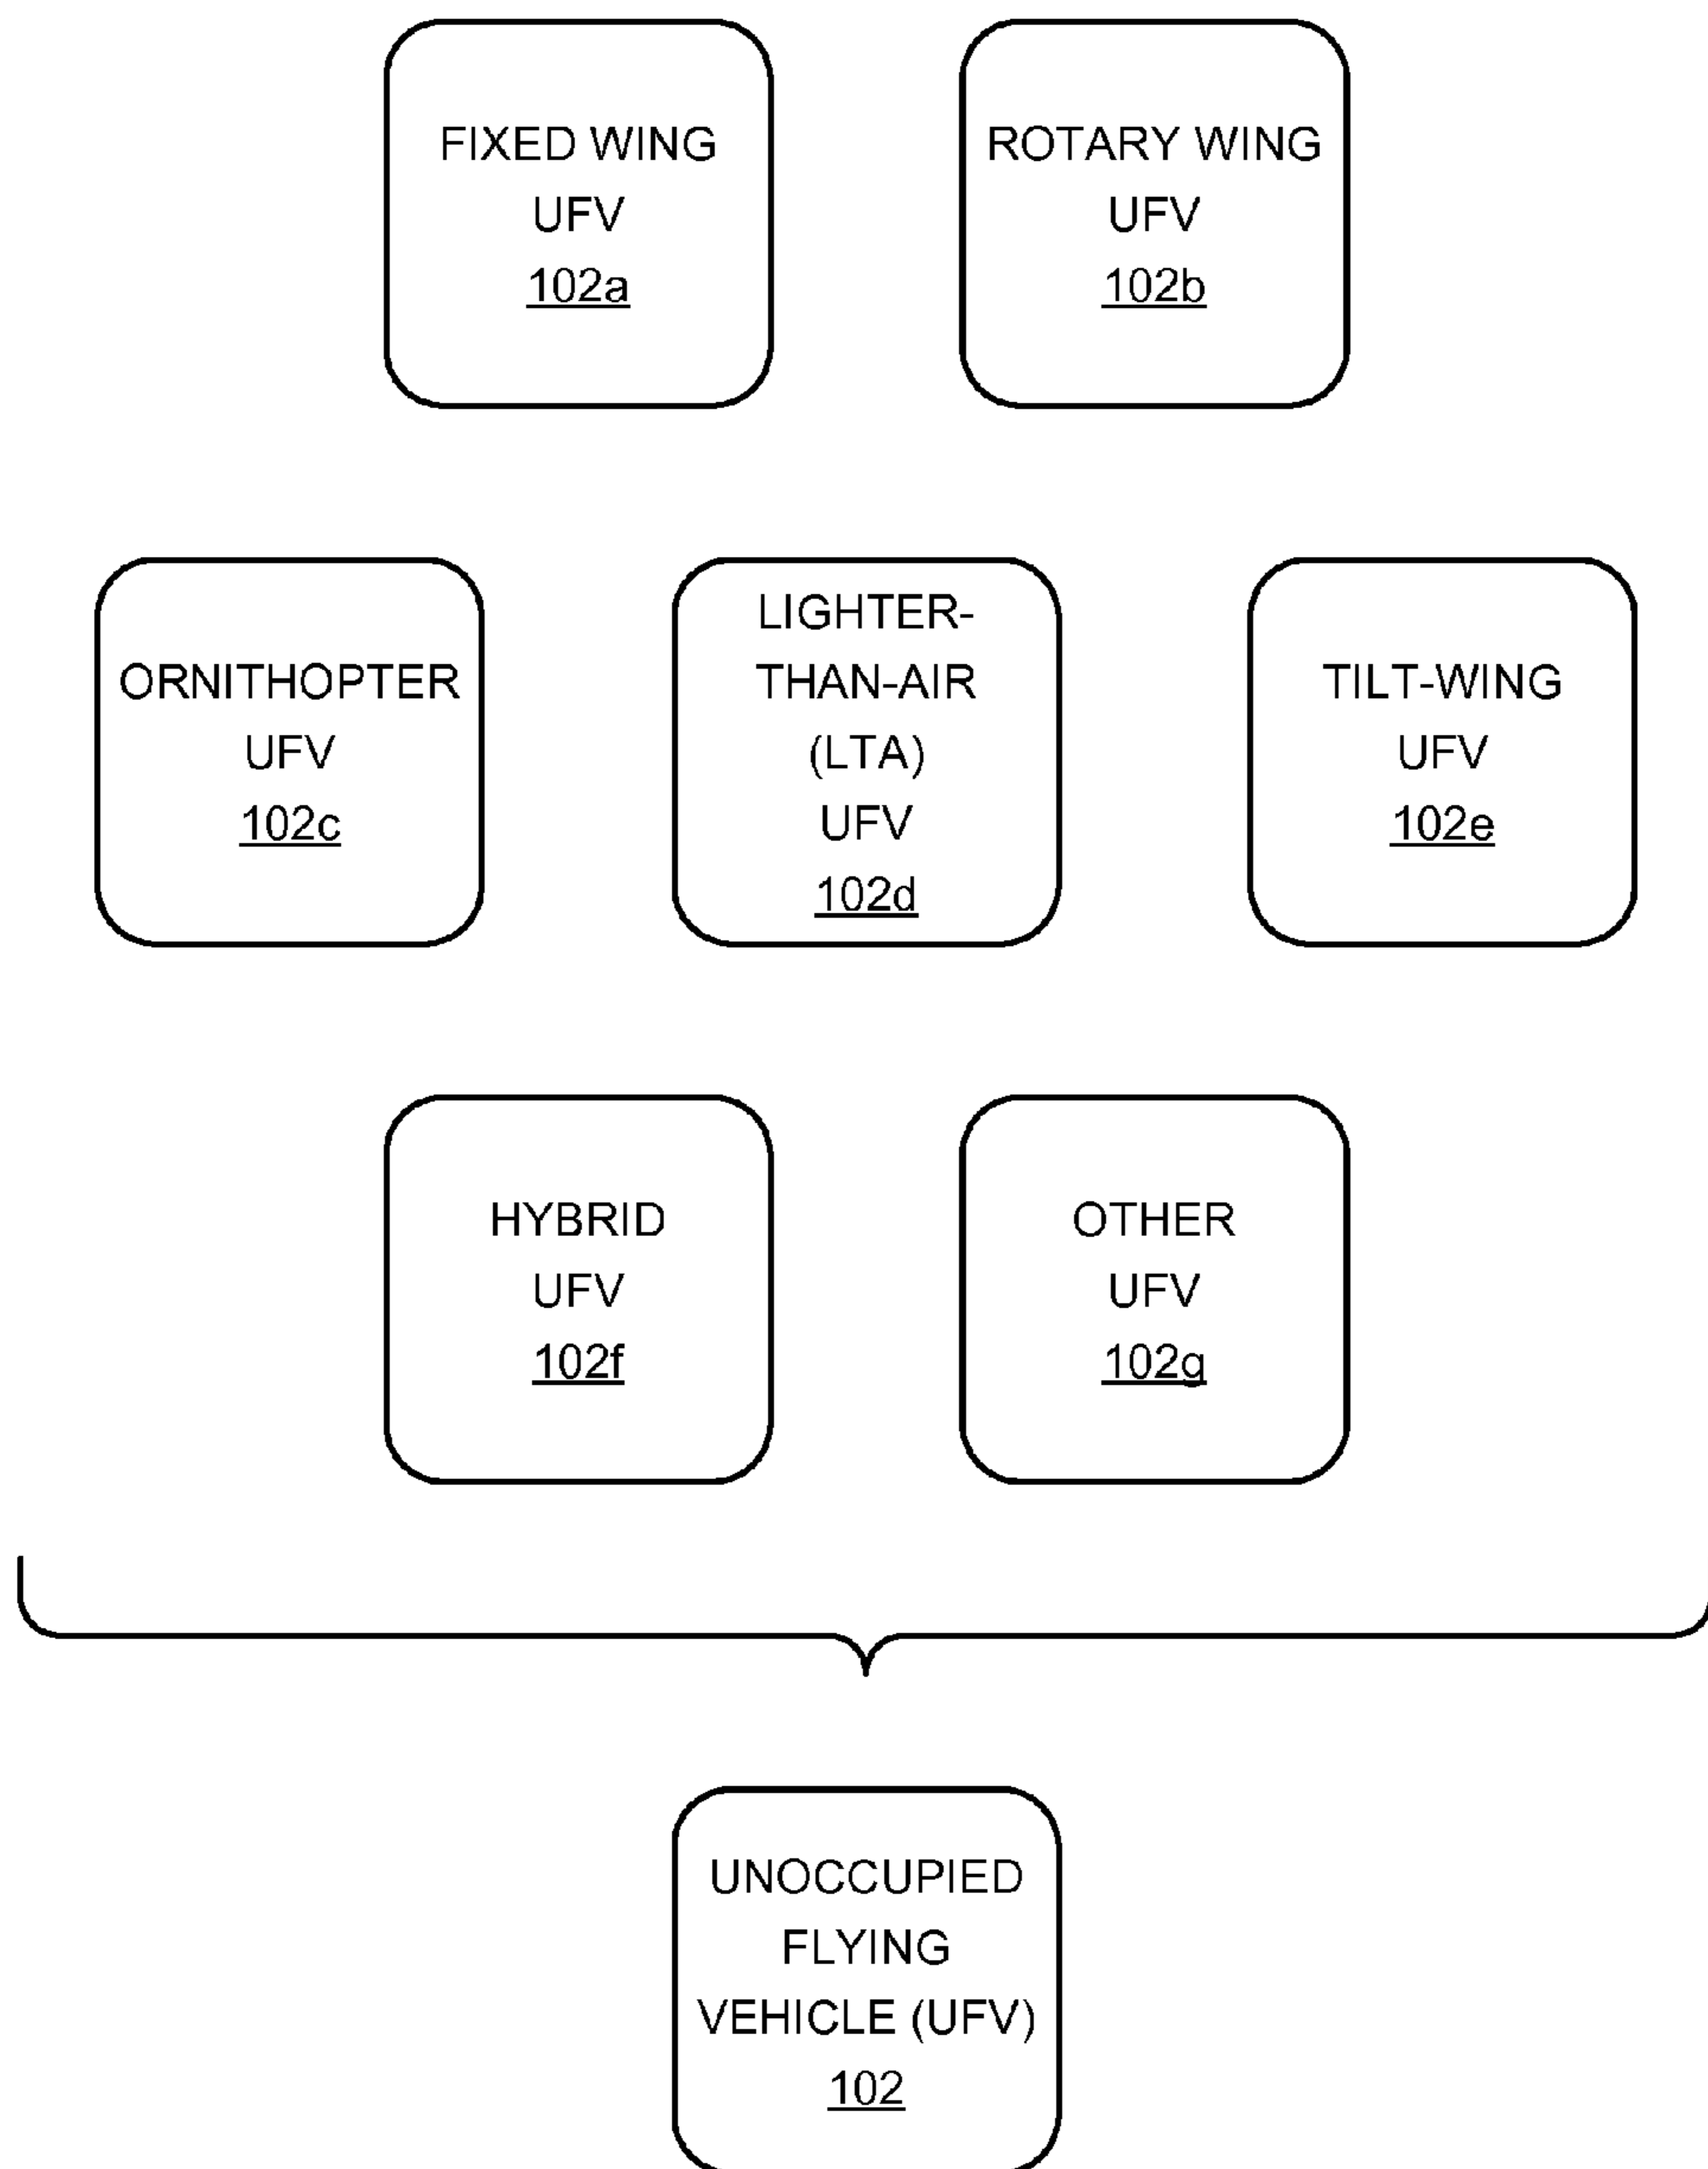 FIXED WING
UFV
102a
ROTARY WING
UFV
102b
ORNITHOPTER
UFV
102c
LIGHTER-
THAN-AIR
(LTA)
UFV
102d
TILT-WING
UFV
102e
HYBRID
UFV
102f
OTHER
UFV
102g
UNOCCUPIED
FLYING
VEHICLE (UFV)
102